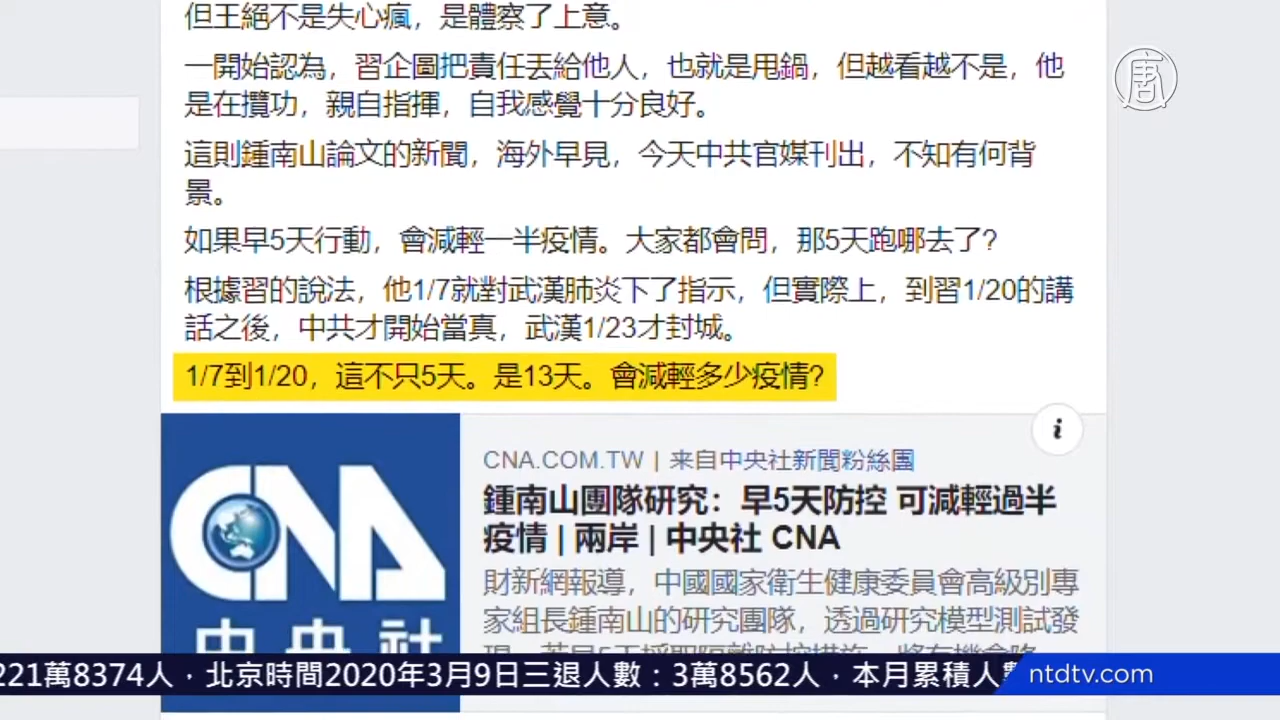 但王絕不是失心瘋，是體察了上意。
一開始認為，習企圖把責任丟給他人，也就是甩鍋，但越看越不是，他
是在攬功，親自指揮，自我感覺十分良好。
唐
這則鍾南山論文的新聞，海外早見，今天中共官媒刊出，不知有何背
景。
如果早5天行動，會減輕一半疫情。大家都會問，那5天跑哪去了?
根據習的說法，他1/7就對武漢肺炎下了指示，但實際上，到習1/20的講
話之後，中共才開始當真，武漢1/23才封城。
1/7到1/20，這不只5天。是13天。會減輕多少疫情?
i
CNA.COM.TW | 來自中央社新聞粉絲團
鍾南山團隊研究：早5天防控 可減輕過半
疫情 | 兩岸 | 中央社 CNA
財新網報導，中國國家衛生健康委員會高級別專
家組長鍾南山的研究團隊，透過研究模型測試發
CNA
中央社
221萬8374人，北京時間2020年3月9日三退人數：3萬8562人，本月累積人
ntdtv.com